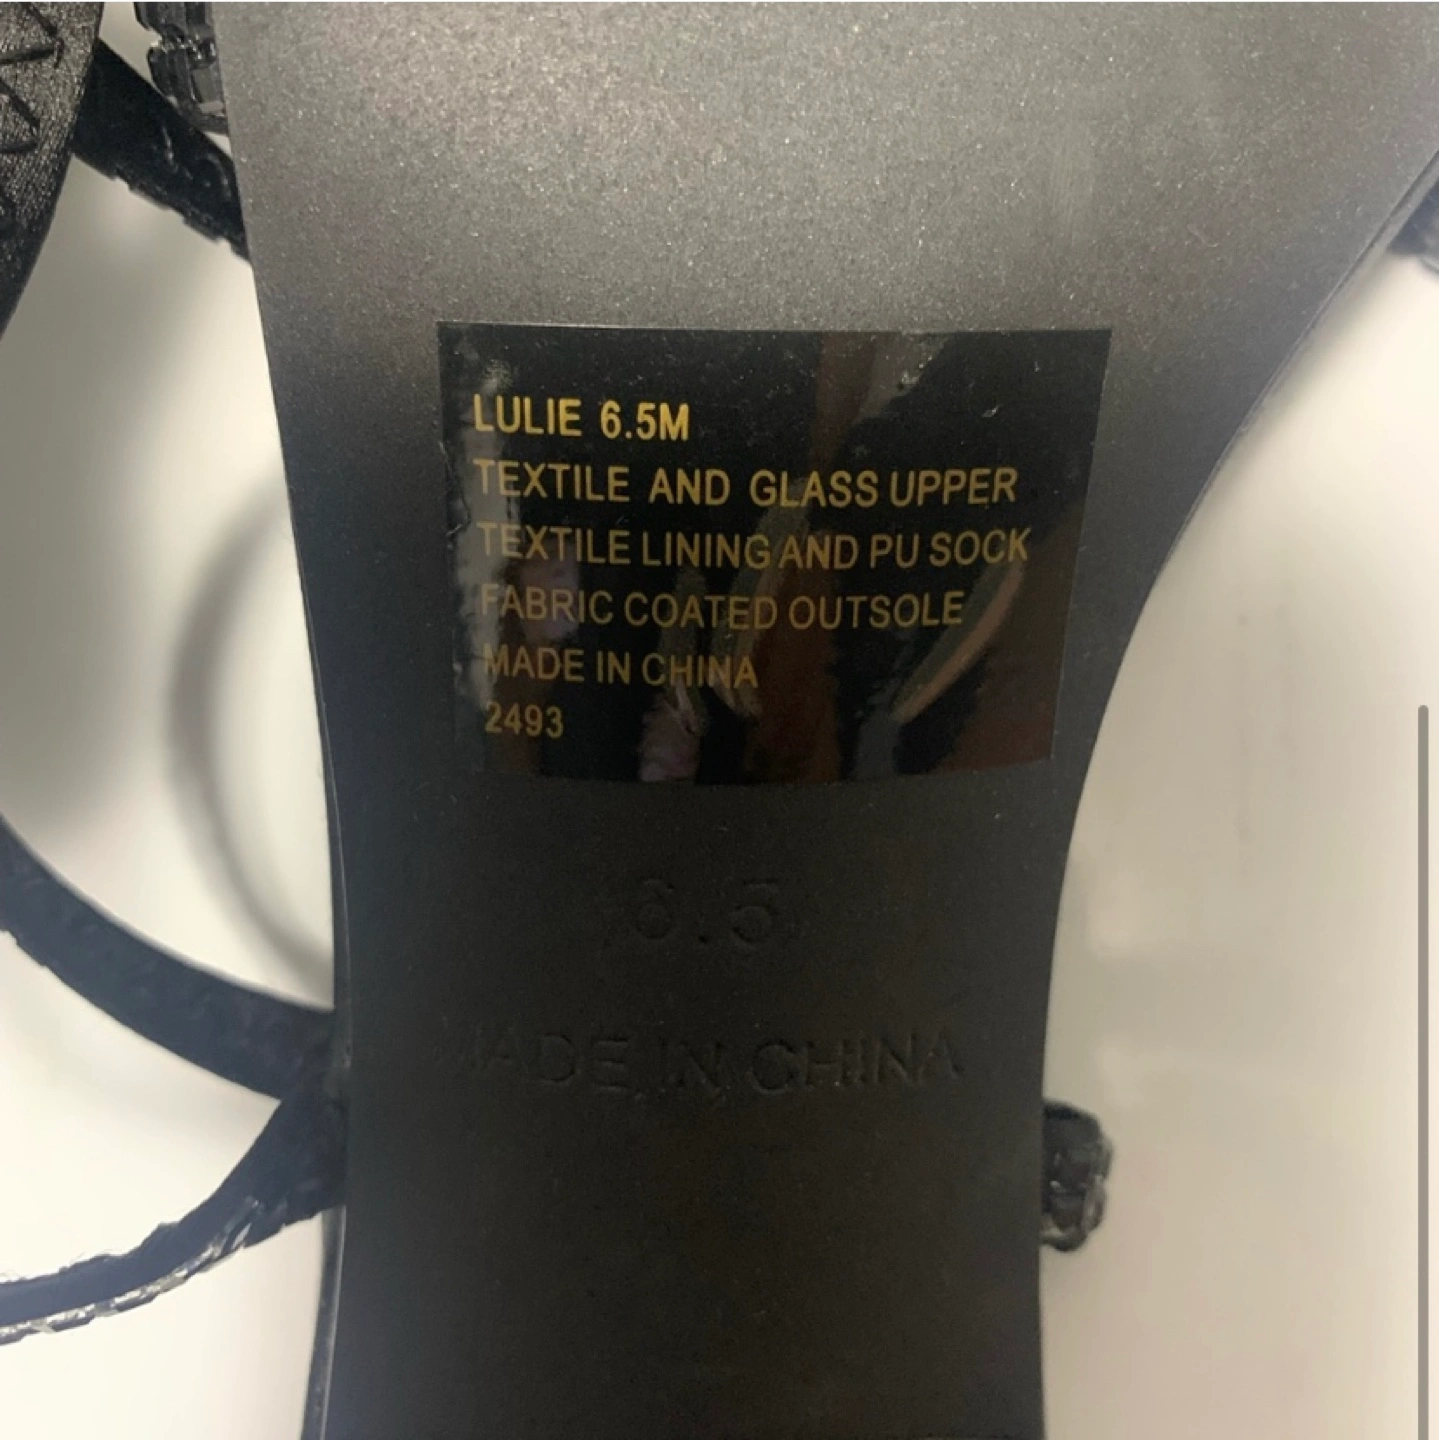 LULIE 6.5M
TEXTILE AND GLASS UPPER
TEXTILE LINING AND PU SOCK
FABRIC COATED OUTSOLE
MADE IN CHINA
2493
6.5
MADE IN CHINA